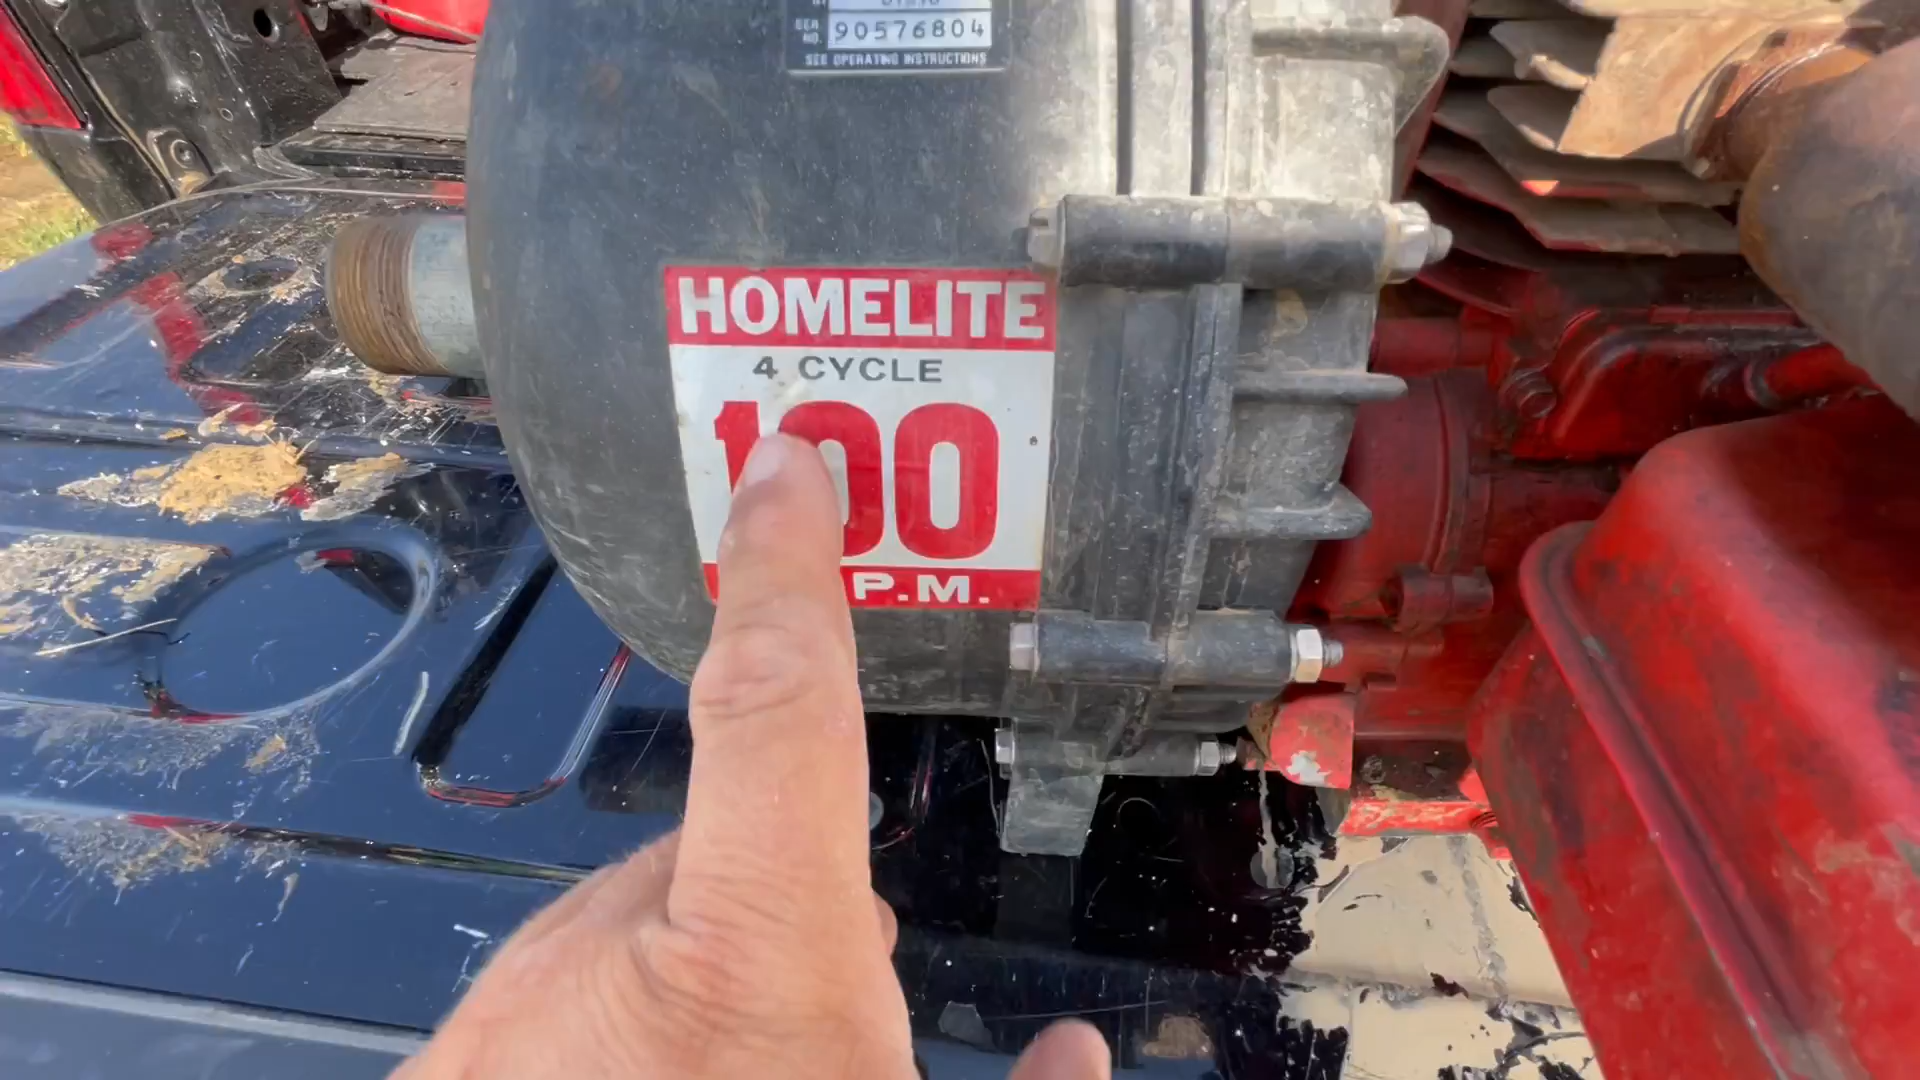 SER. NO. 90576804
SEE OPERATING INSTRUCTIONS
HOMELITE
4 CYCLE
100
P.M.